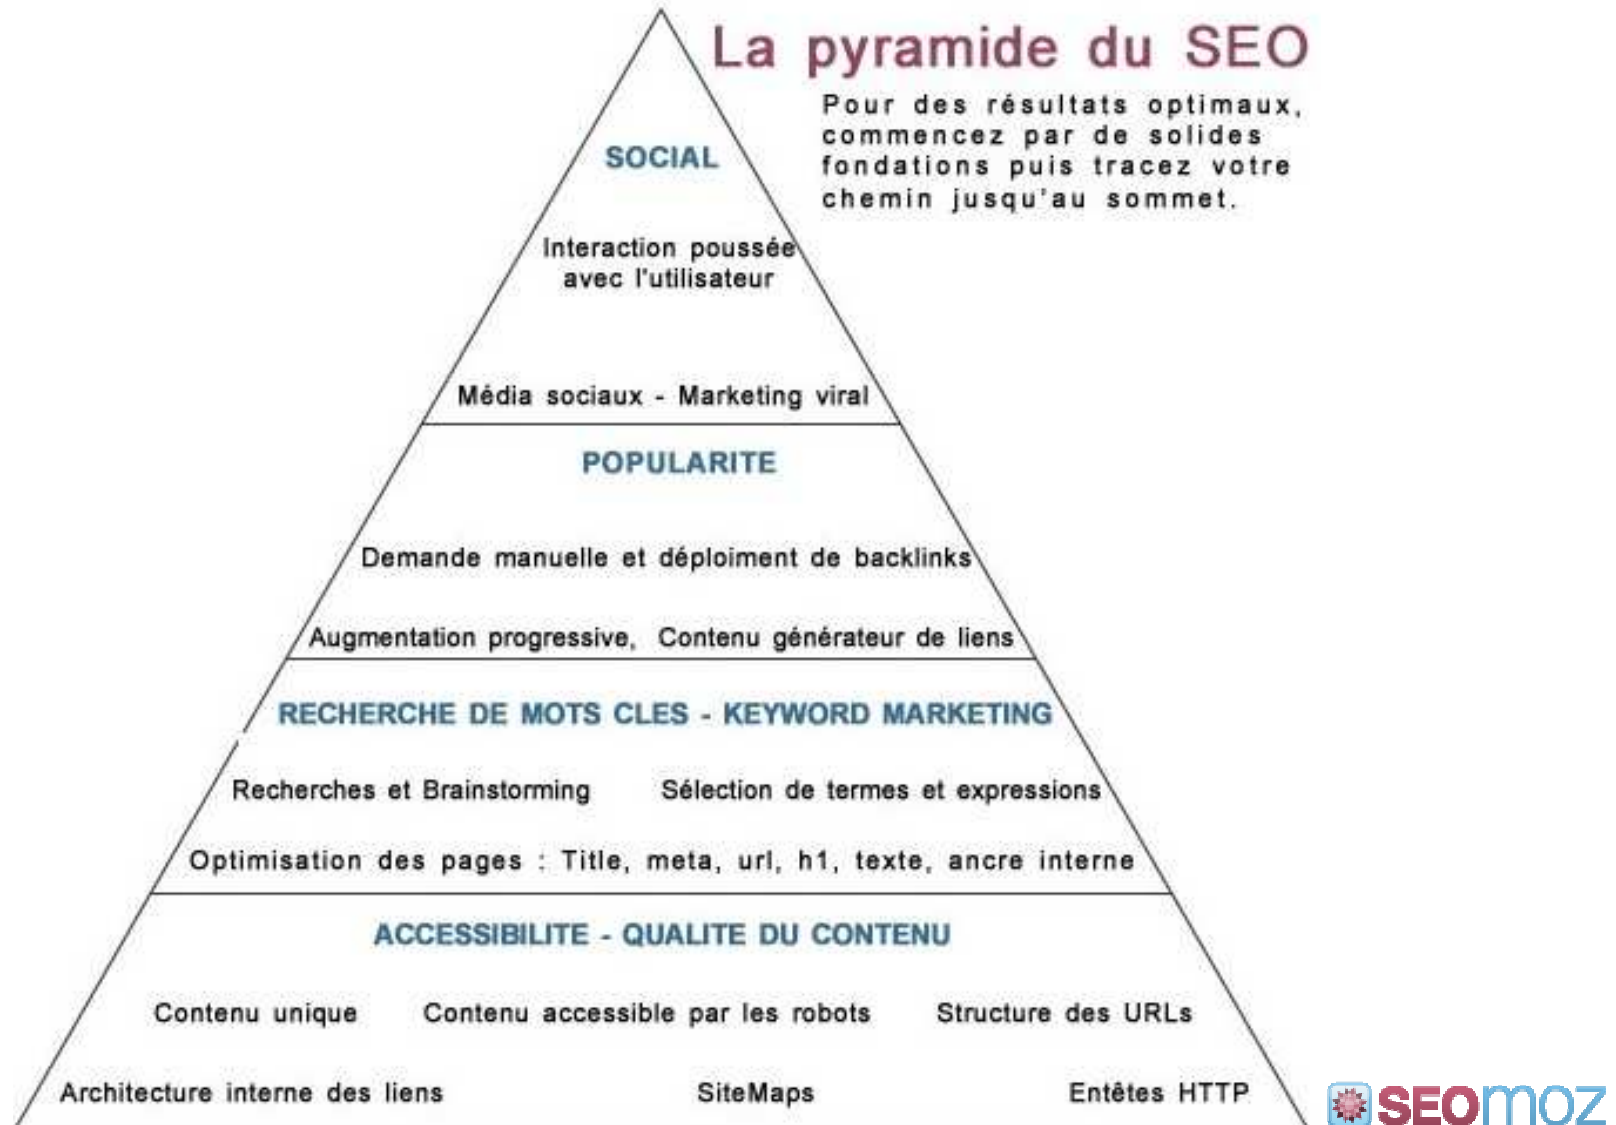 La pyramide du SEO
Pour des résultats optimaux,
commencez par de solides
fondations puis tracez votre
chemin jusqu'au sommet.
SOCIAL
Interaction poussée
avec l'utilisateur
Média sociaux - Marketing viral
POPULARITE
Demande manuelle et déploiment de backlinks
Augmentation progressive, Contenu générateur de liens
RECHERCHE DE MOTS CLES - KEYWORD MARKETING
Recherches et Brainstorming Sélection de termes et expressions
Optimisation des pages : Title, meta, url, h1, texte, ancre interne
ACCESSIBILITE - QUALITE DU CONTENU
Contenu unique Contenu accessible par les robots Structure des URLs
Architecture interne des liens SiteMaps Entêtes HTTP
SEOmoz